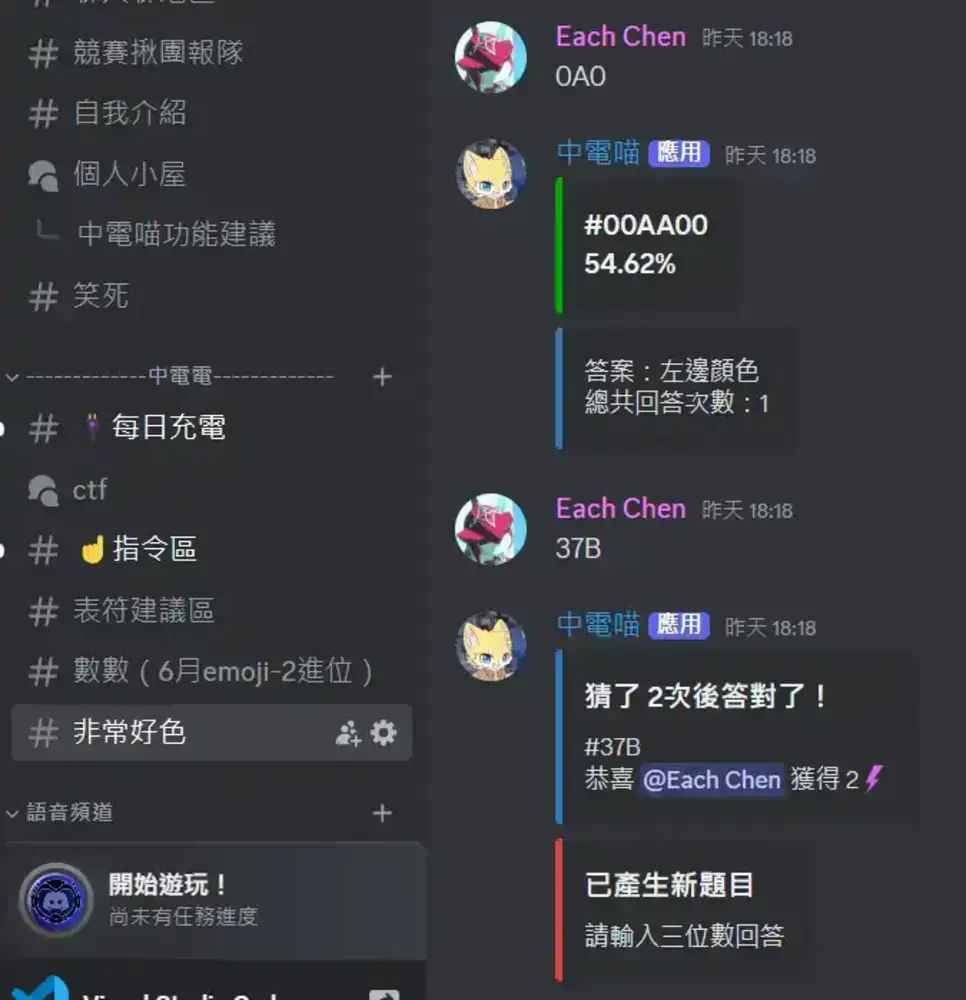 # 競賽揪團報隊
# 自我介紹
個人小屋
中電喵功能建議
# 笑死
-------------中電電-------------
# 每日充電
ctf
# ☝指令區
# 表符建議區
# 數數（6月emoji-2進位）
# 非常好色
語音頻道
開始遊玩！
尚未有任務進度
Each Chen 昨天 18:18
0A0
中電喵 應用 昨天 18:18
#00AA00
54.62%
答案：左邊顏色
總共回答次數：1
Each Chen 昨天 18:18
37B
中電喵 應用 昨天 18:18
猜了 2次後答對了！
#37B
恭喜 @Each Chen 獲得 2⚡
已產生新題目
請輸入三位數回答